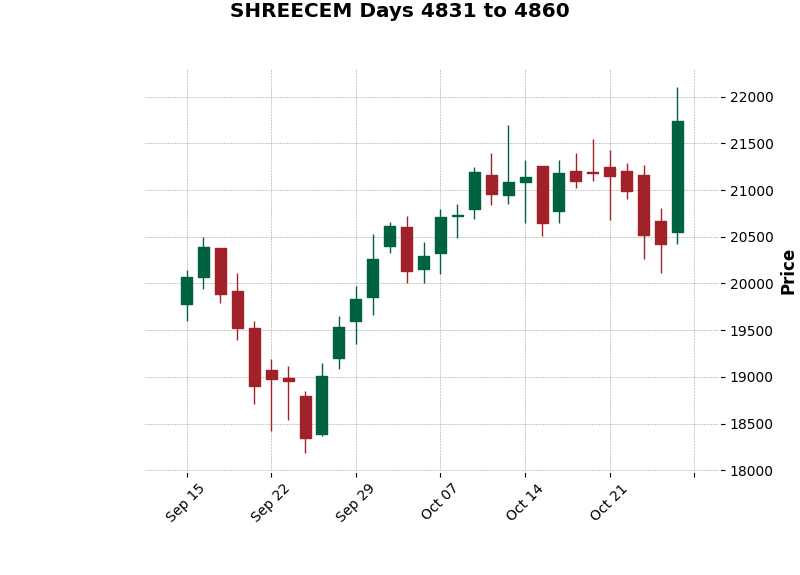 SHREECEM Days 4831 to 4860
22000
21500
21000
20500
20000
19500
19000
18500
18000
Price
Sep 15
Sep 22
Sep 29
Oct 07
Oct 14
Oct 21